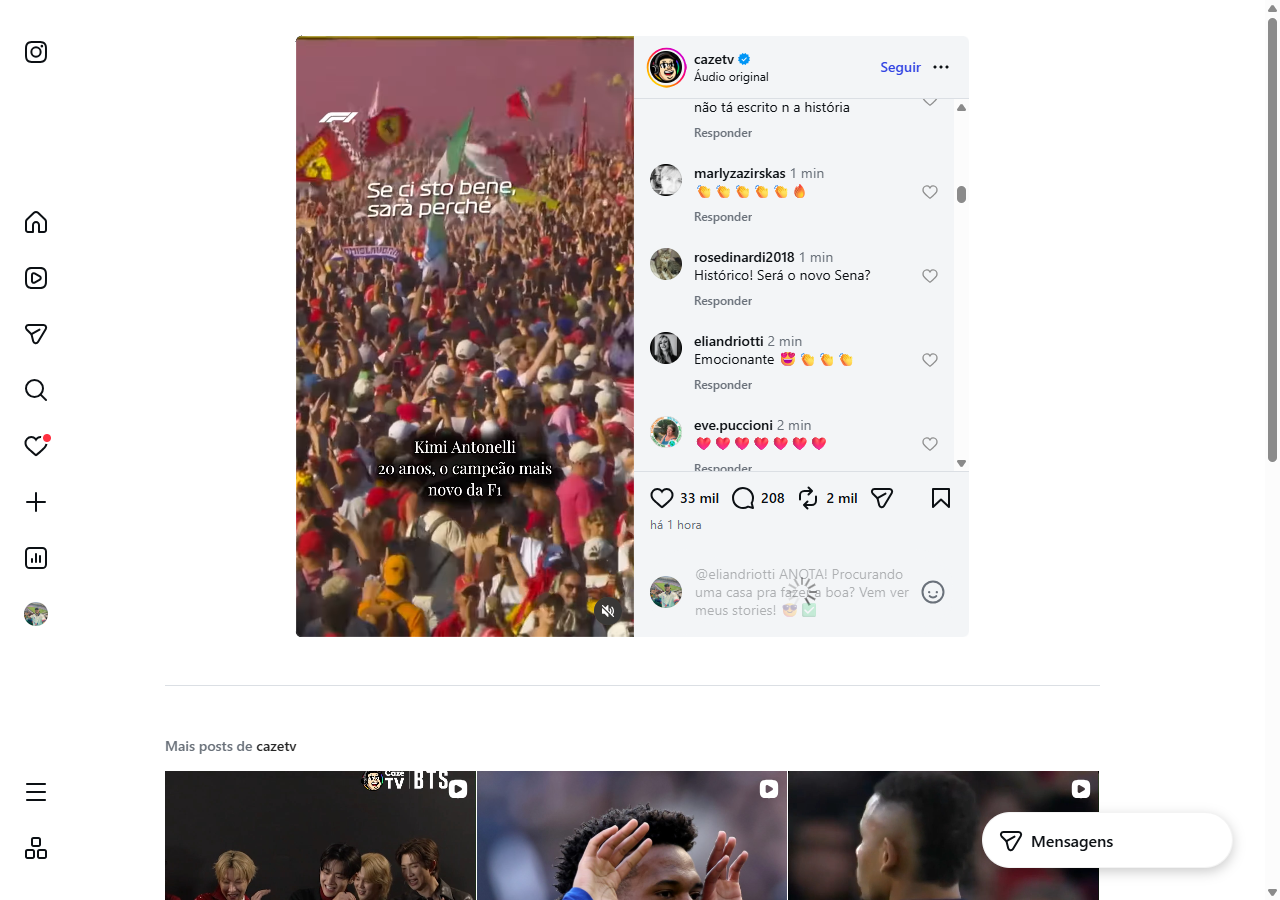 Se ci sto bene,
sarà perché
Kimi Antonelli
20 anos, o campeão mais
novo da F1
cazetv
Áudio original
Seguir
não tá escrito n a história
Responder
marlyzazirskas 1 min
Responder
rosedinardi2018 1 min
Histórico! Será o novo Sena?
Responder
eliandriotti 2 min
Emocionante
Responder
eve.puccioni 2 min
Responder
33 mil 208 2 mil
há 1 hora
@eliandriotti ANOTA! Procurando
uma casa pra fazer a boa? Vem ver
meus stories!
Mais posts de cazetv
Cazé
TV BTS
Mensagens